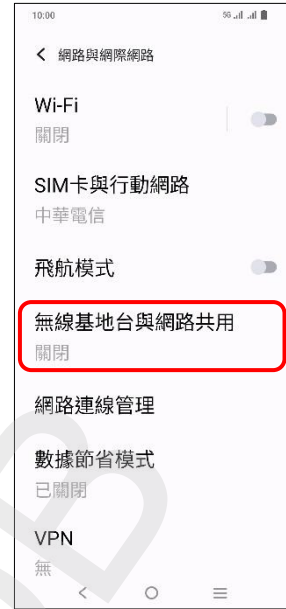 10:00
5G
網路與網際網路
Wi-Fi
關閉
SIM卡與行動網路
中華電信
飛航模式
無線基地台與網路共用
關閉
網路連線管理
數據節省模式
已關閉
VPN
無